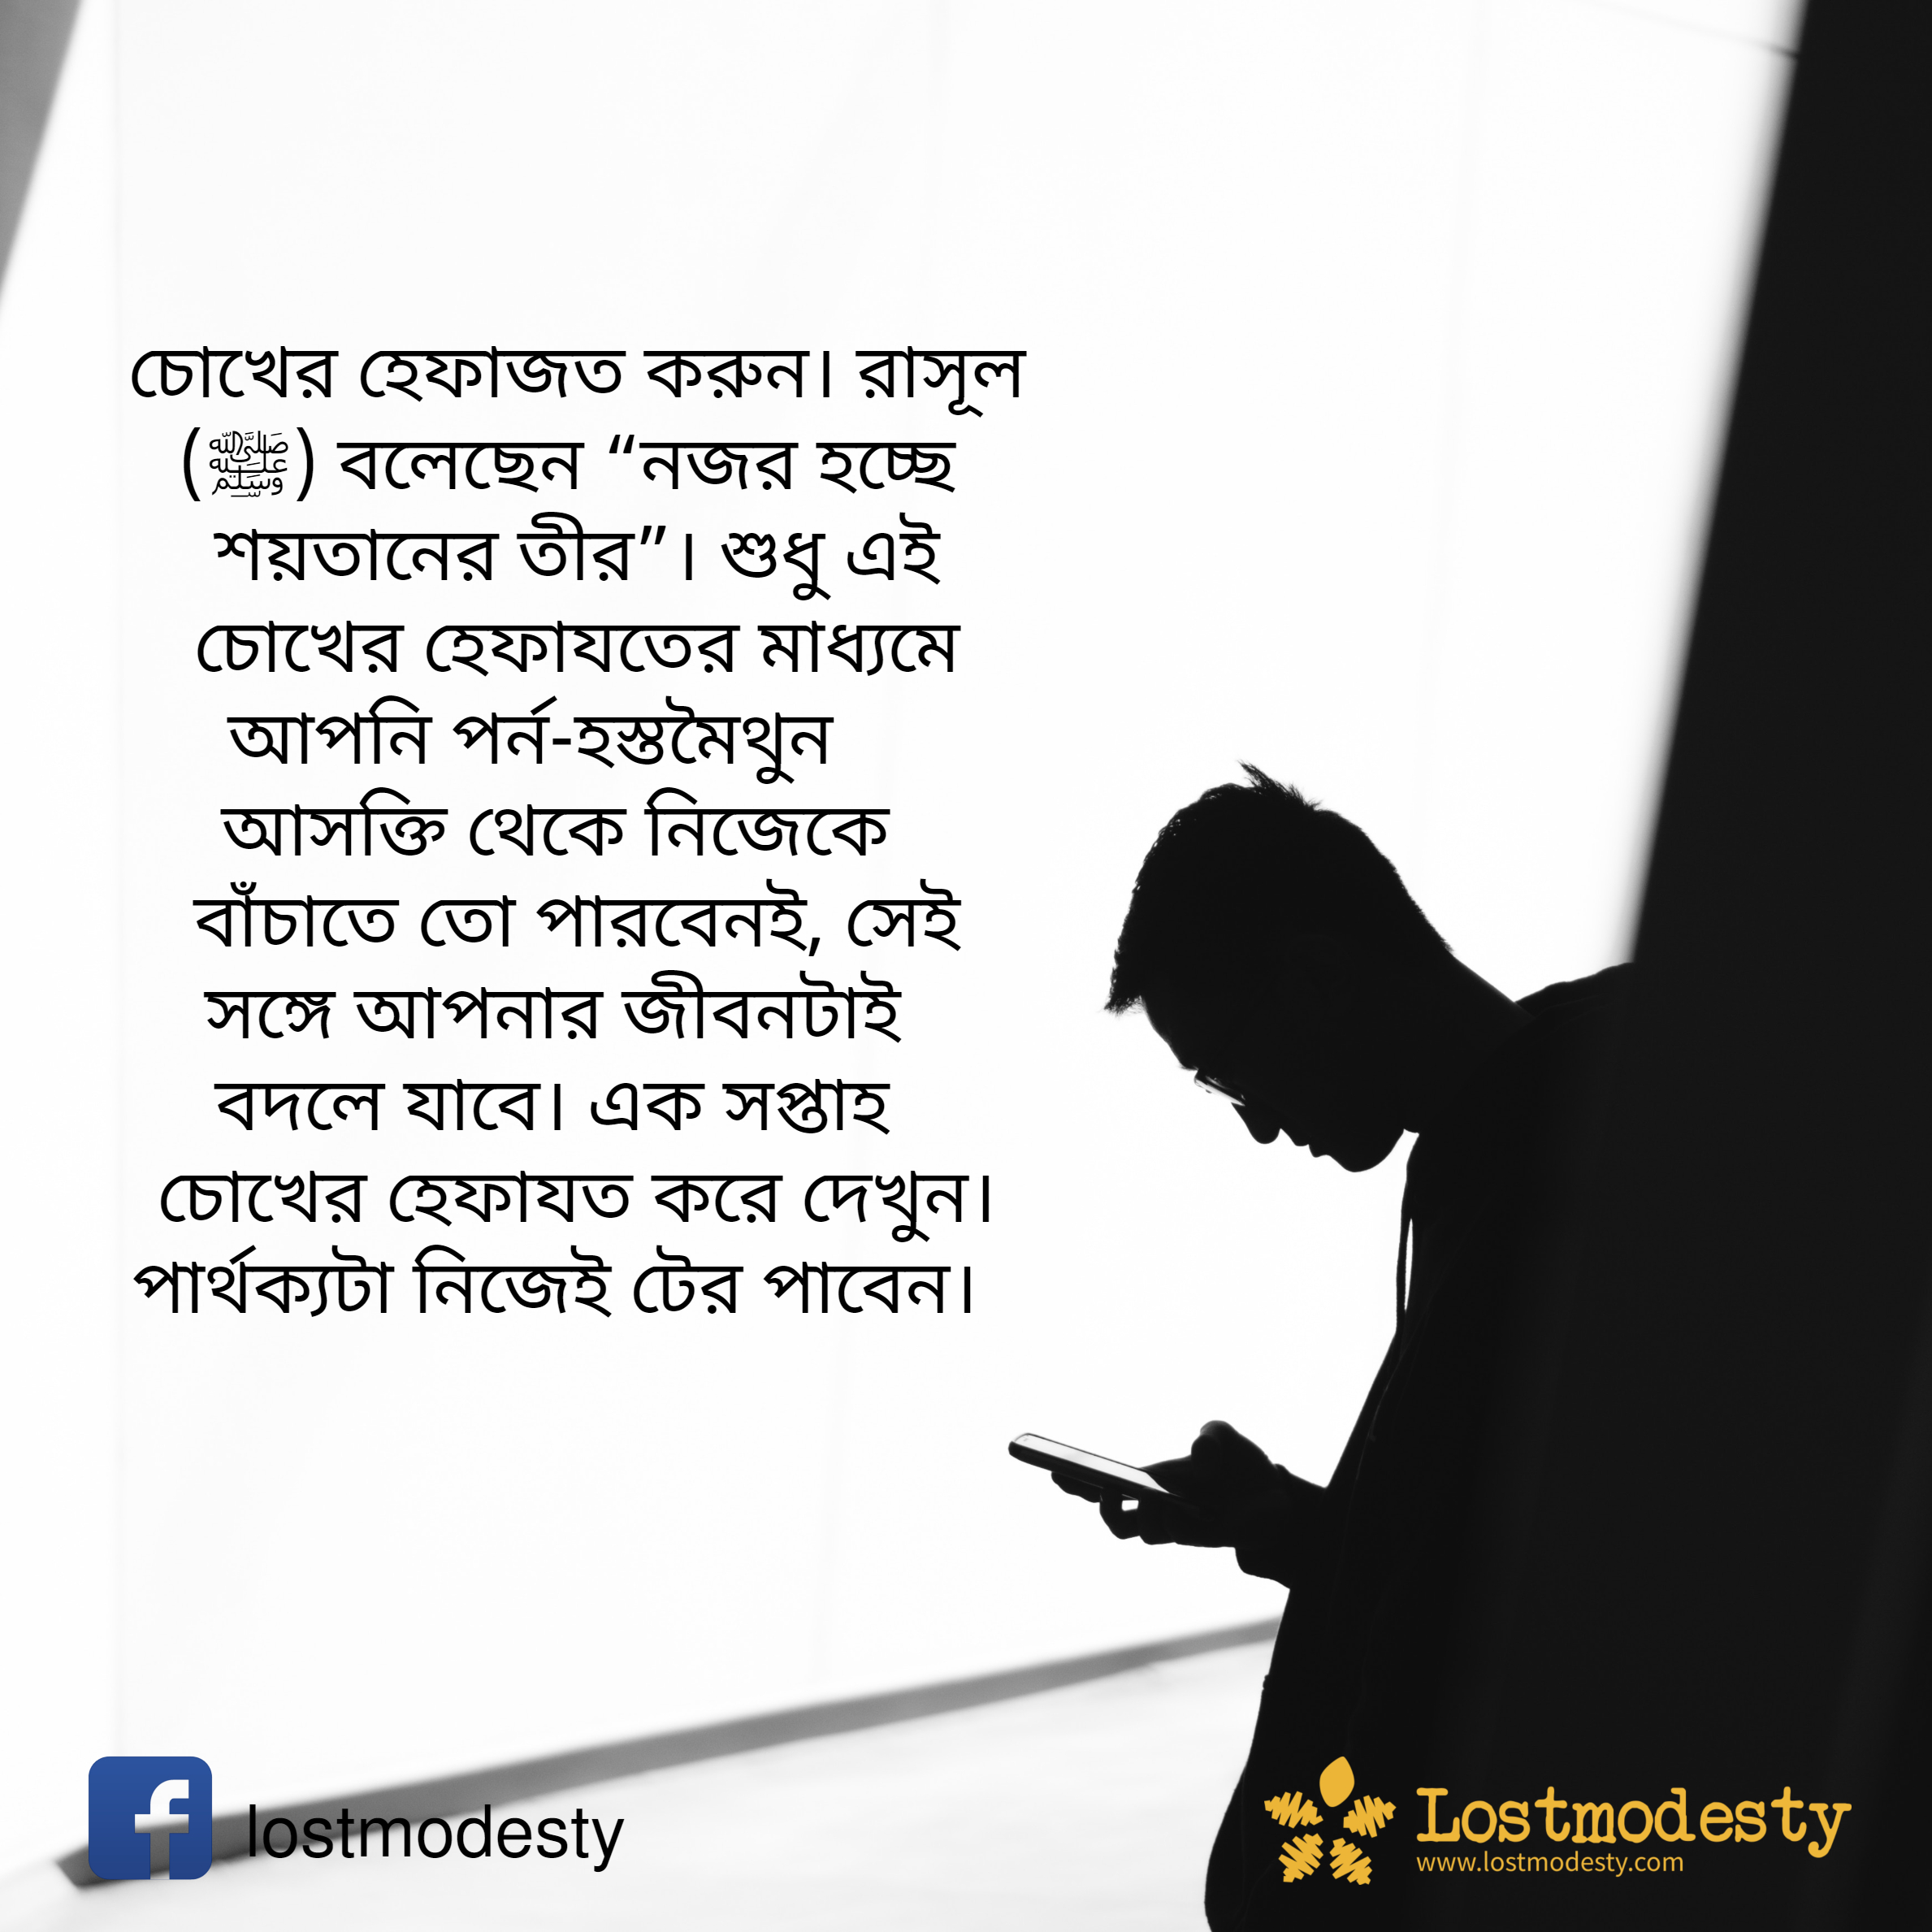 চোখের হেফাজত করুন। রাসূল
(ﷺ) বলেছেন “নজর হচ্ছে
শয়তানের তীর”। শুধু এই
চোখের হেফাযতের মাধ্যমে
আপনি পর্ন-হস্তমৈথুন
আসক্তি থেকে নিজেকে
বাঁচাতে তো পারবেনই, সেই
সঙ্গে আপনার জীবনটাই
বদলে যাবে। এক সপ্তাহ
চোখের হেফাযত করে দেখুন।
পার্থক্যটা নিজেই টের পাবেন।
lostmodesty
Lostmodesty
www.lostmodesty.com